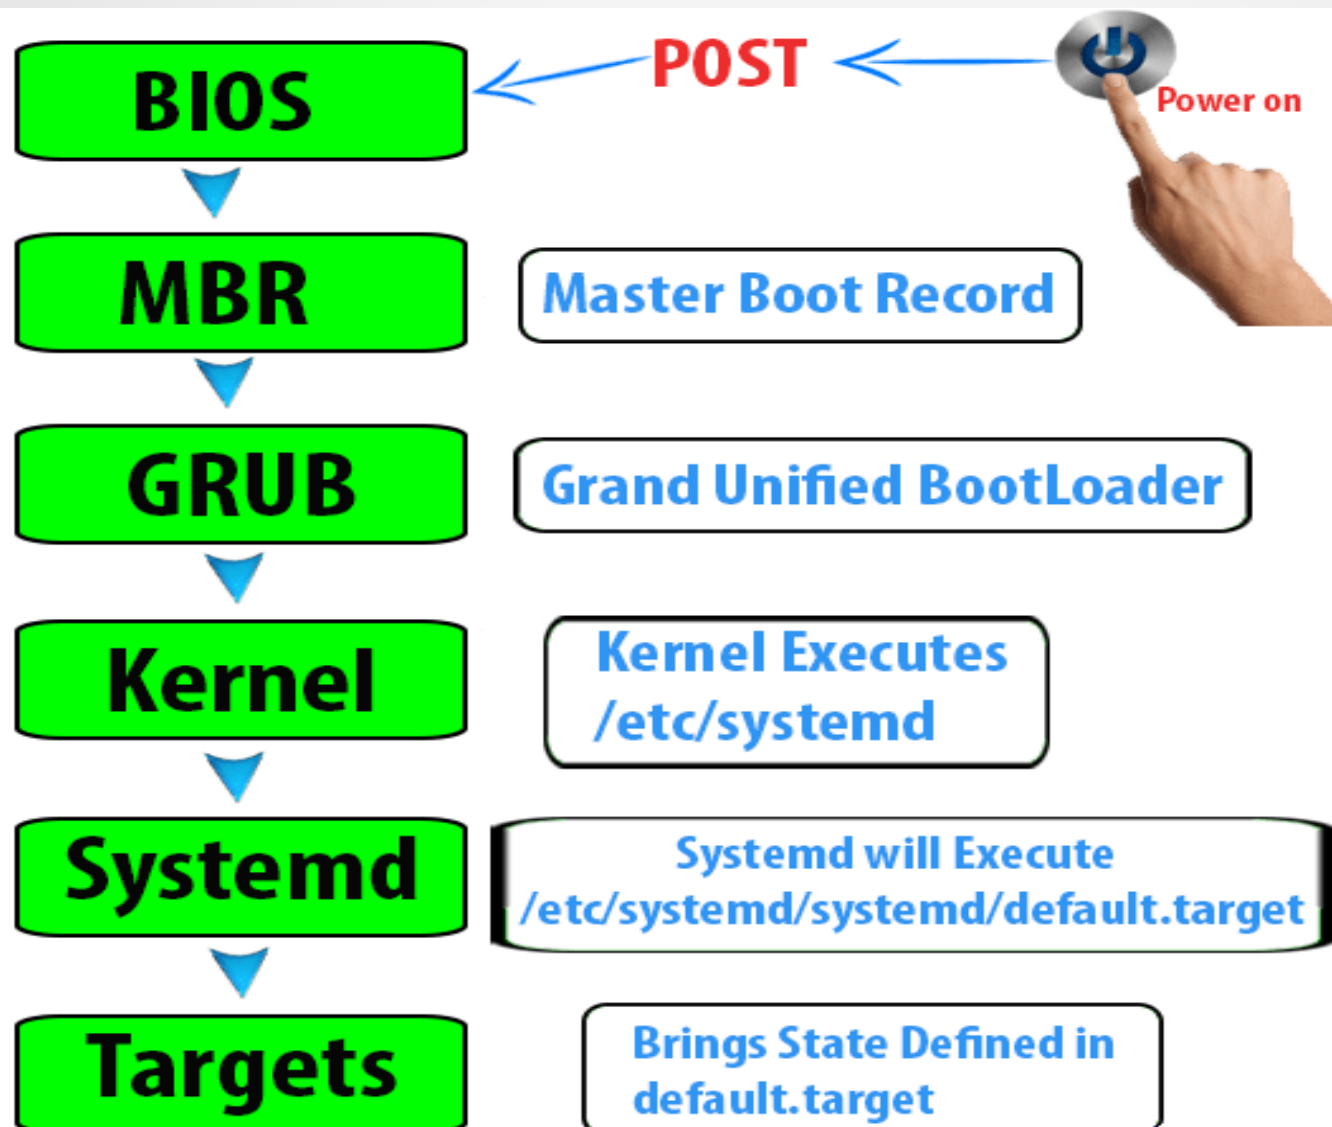 POST
Power on
BIOS
MBR
Master Boot Record
GRUB
Grand Unified BootLoader
Kernel
Kernel Executes
/etc/systemd
Systemd
Systemd will Execute
/etc/systemd/systemd/default.target
Targets
Brings State Defined in
default.target